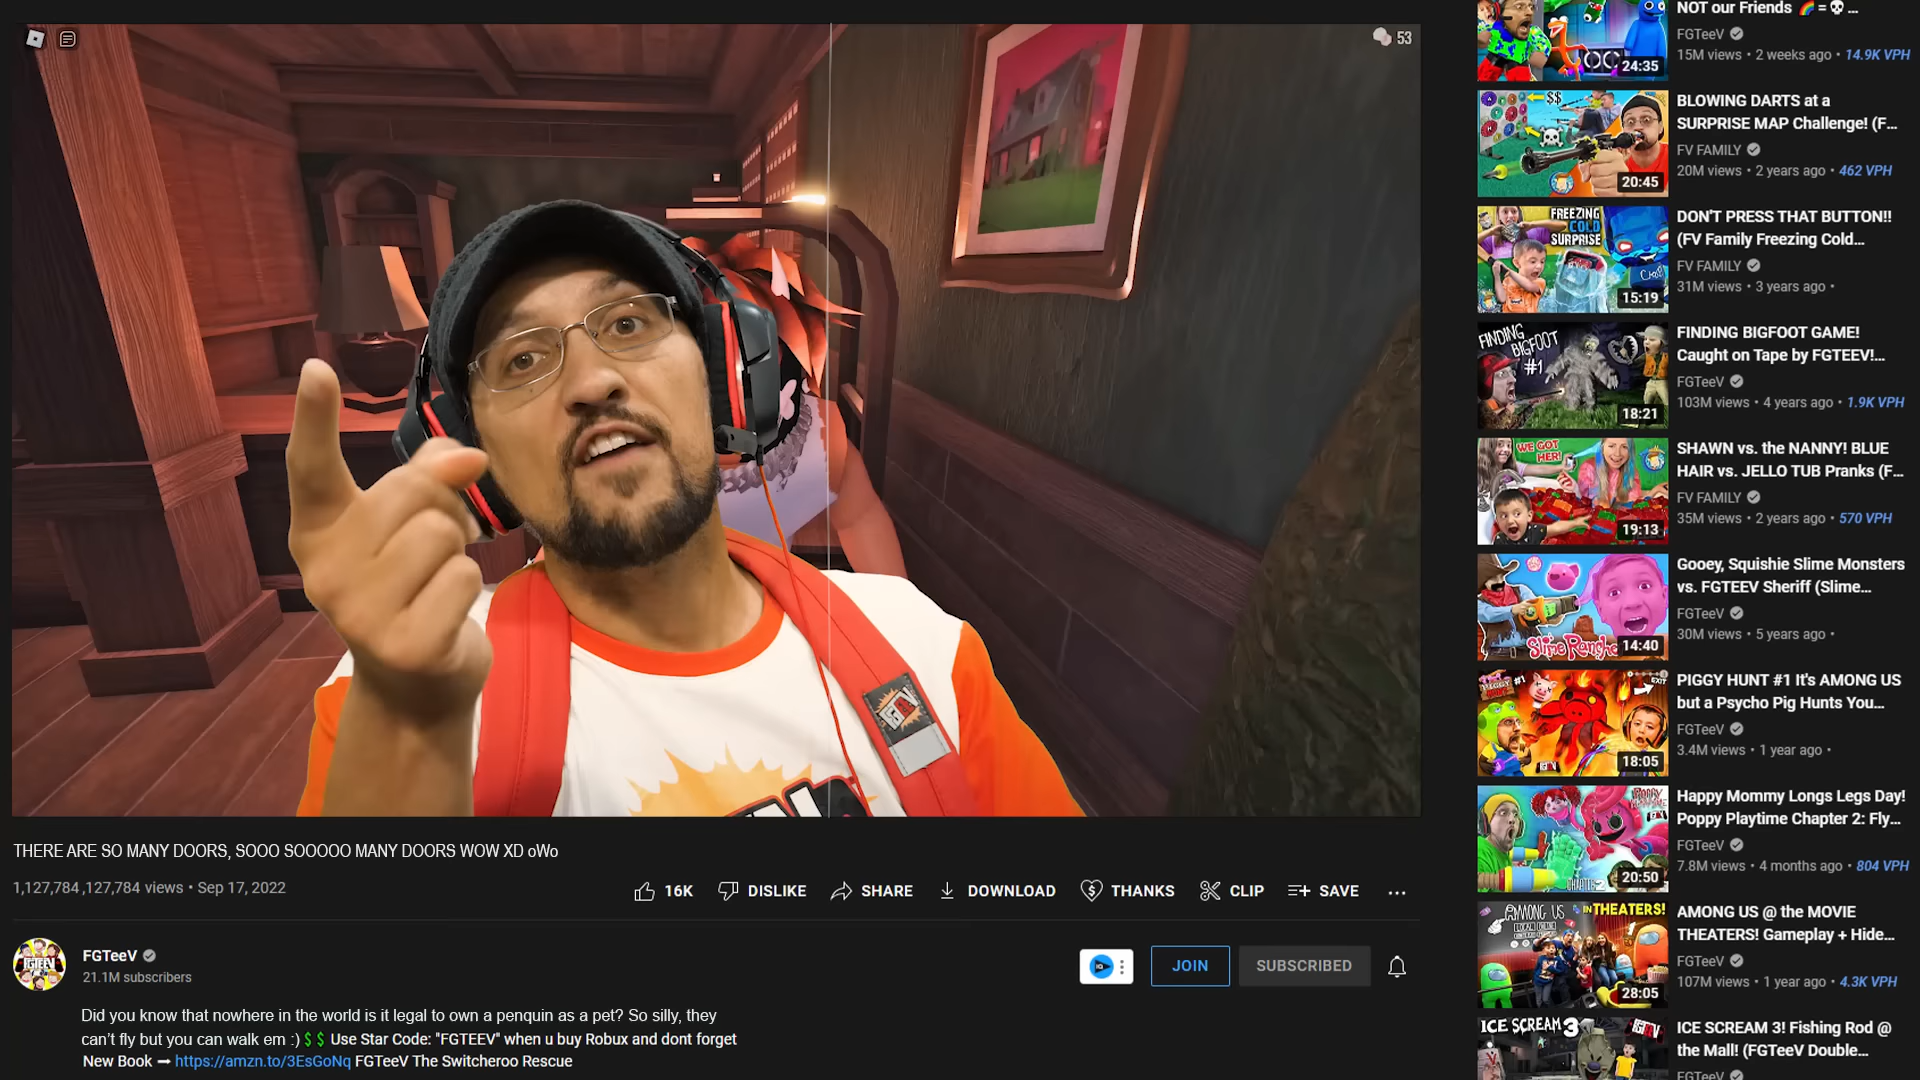 53
THERE ARE SO MANY DOORS, SOOO SOOOOO MANY DOORS WOW XD oWo
1,127,784 ,127,784 views • Sep 17, 2022
16K
DISLIKE
SHARE
DOWNLOAD
THANKS
CLIP
SAVE
FGTeeV
21.1M subscribers
JOIN
SUBSCRIBED
Did you know that nowhere in the world is it legal to own a penquin as a pet? So silly, they
can't fly but you can walk em :) $ $ Use Star Code: "FGTEEV" when u buy Robux and dont forget
New Book ➞ https://amzn.to/3EsGoNq FGTeeV The Switcheroo Rescue
24:35
NOT our Friends 🌈=💀 ...
FGTeeV
15M views • 2 weeks ago • 14.9K VPH
$$
20:45
BLOWING DARTS at a
SURPRISE MAP Challenge! (F...
FV FAMILY
20M views • 2 years ago • 462 VPH
FREEZING
COLD
SURPRISE
15:19
DON'T PRESS THAT BUTTON!!
(FV Family Freezing Cold...
FV FAMILY
31M views • 3 years ago •
FINDING
BIGFOOT
#1
18:21
FINDING BIGFOOT GAME!
Caught on Tape by FGTEEV!...
FGTeeV
103M views • 4 years ago • 1.9K VPH
WE GOT
HER!
19:13
SHAWN vs. the NANNY! BLUE
HAIR vs. JELLO TUB Pranks (F...
FV FAMILY
35M views • 2 years ago • 570 VPH
Slime Rancher
14:40
Gooey, Squishie Slime Monsters
vs. FGTEEV Sheriff (Slime...
FGTeeV
30M views • 5 years ago •
PIGGY
#1
EXIT
18:05
PIGGY HUNT #1 It's AMONG US
but a Psycho Pig Hunts You...
FGTeeV
3.4M views • 1 year ago •
POPPY
CHAPTER 2
20:50
Happy Mommy Longs Legs Day!
Poppy Playtime Chapter 2: Fly...
FGTeeV
7.8M views • 4 months ago • 804 VPH
AMONG US
IN THEATERS!
28:05
AMONG US @ the MOVIE
THEATERS! Gameplay + Hide...
FGTeeV
107M views • 1 year ago • 4.3K VPH
ICE SCREAM 3
ICE SCREAM 3! Fishing Rod @
the Mall! (FGTeeV Double...
FGTeeV